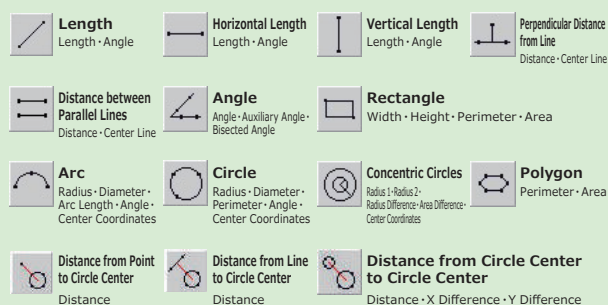 Length
Length・Angle
Horizontal Length
Length・Angle
Vertical Length
Length・Angle
Perpendicular Distance
from Line
Distance・Center Line
Distance between
Parallel Lines
Distance・Center Line
Angle
Angle・Auxiliary Angle・
Bisected Angle
Rectangle
Width・Height・Perimeter・Area
Arc
Radius・Diameter・
Arc Length・Angle・
Center Coordinates
Circle
Radius・Diameter・
Perimeter・Angle・
Center Coordinates
Concentric Circles
Radius 1・Radius 2・
Radius Difference・Area Difference・
Center Coordinates
Polygon
Perimeter・Area
Distance from Point
to Circle Center
Distance
Distance from Line
to Circle Center
Distance
Distance from Circle Center
to Circle Center
Distance・X Difference・Y Difference